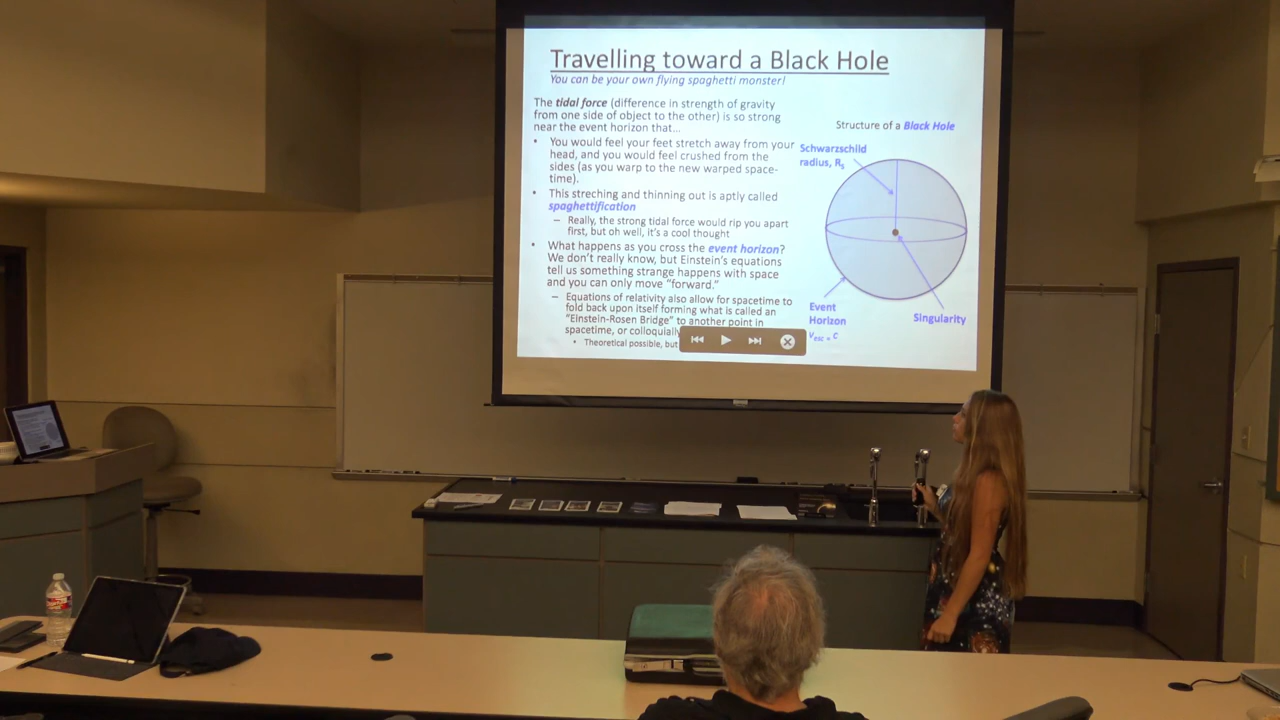 Travelling toward a Black Hole
You can be your own flying spaghetti monster!
The tidal force (difference in strength of gravity
from one side of object to the other) is so strong
near the event horizon that...
• You would feel your feet stretch away from your
head, and you would feel crushed from the
sides (as you warp to the new warped space-
time).
• This streching and thinning out is aptly called
spaghettification
– Really, the strong tidal force would rip you apart
first, but oh well, it's a cool thought
• What happens as you cross the event horizon?
We don't really know, but Einstein's equations
tell us something strange happens with space
and you can only move "forward."
– Equations of relativity also allow for spacetime to
fold back upon itself forming what is called an
"Einstein-Rosen Bridge" to another point in
spacetime, or colloquially
• Theoretical possible, but
Structure of a Black Hole
Schwarzschild
radius, Rs
Event
Horizon
vesc = c
Singularity